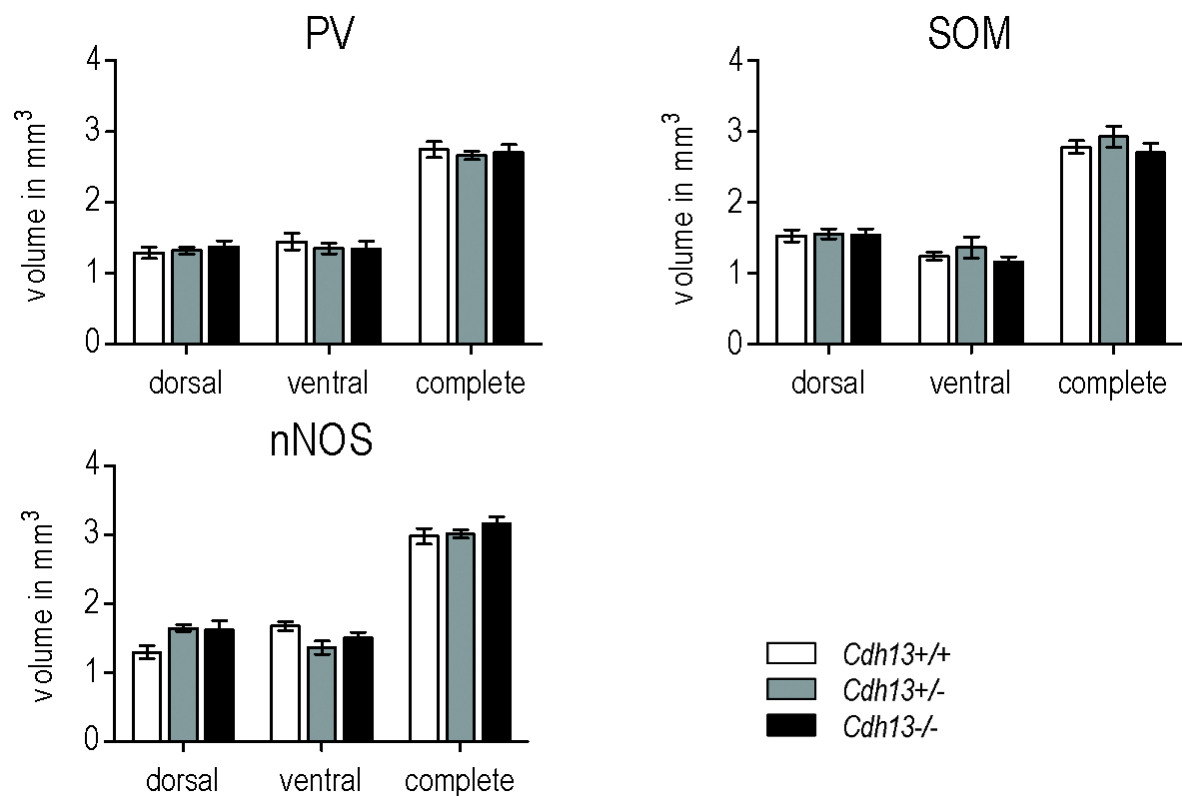 PV
4
3
2
1
0
volume in mm³
dorsal ventral complete
SOM
4
3
2
1
0
volume in mm³
dorsal ventral complete
nNOS
4
3
2
1
0
volume in mm³
dorsal ventral complete
Cdh13+/+
Cdh13+/-
Cdh13-/-